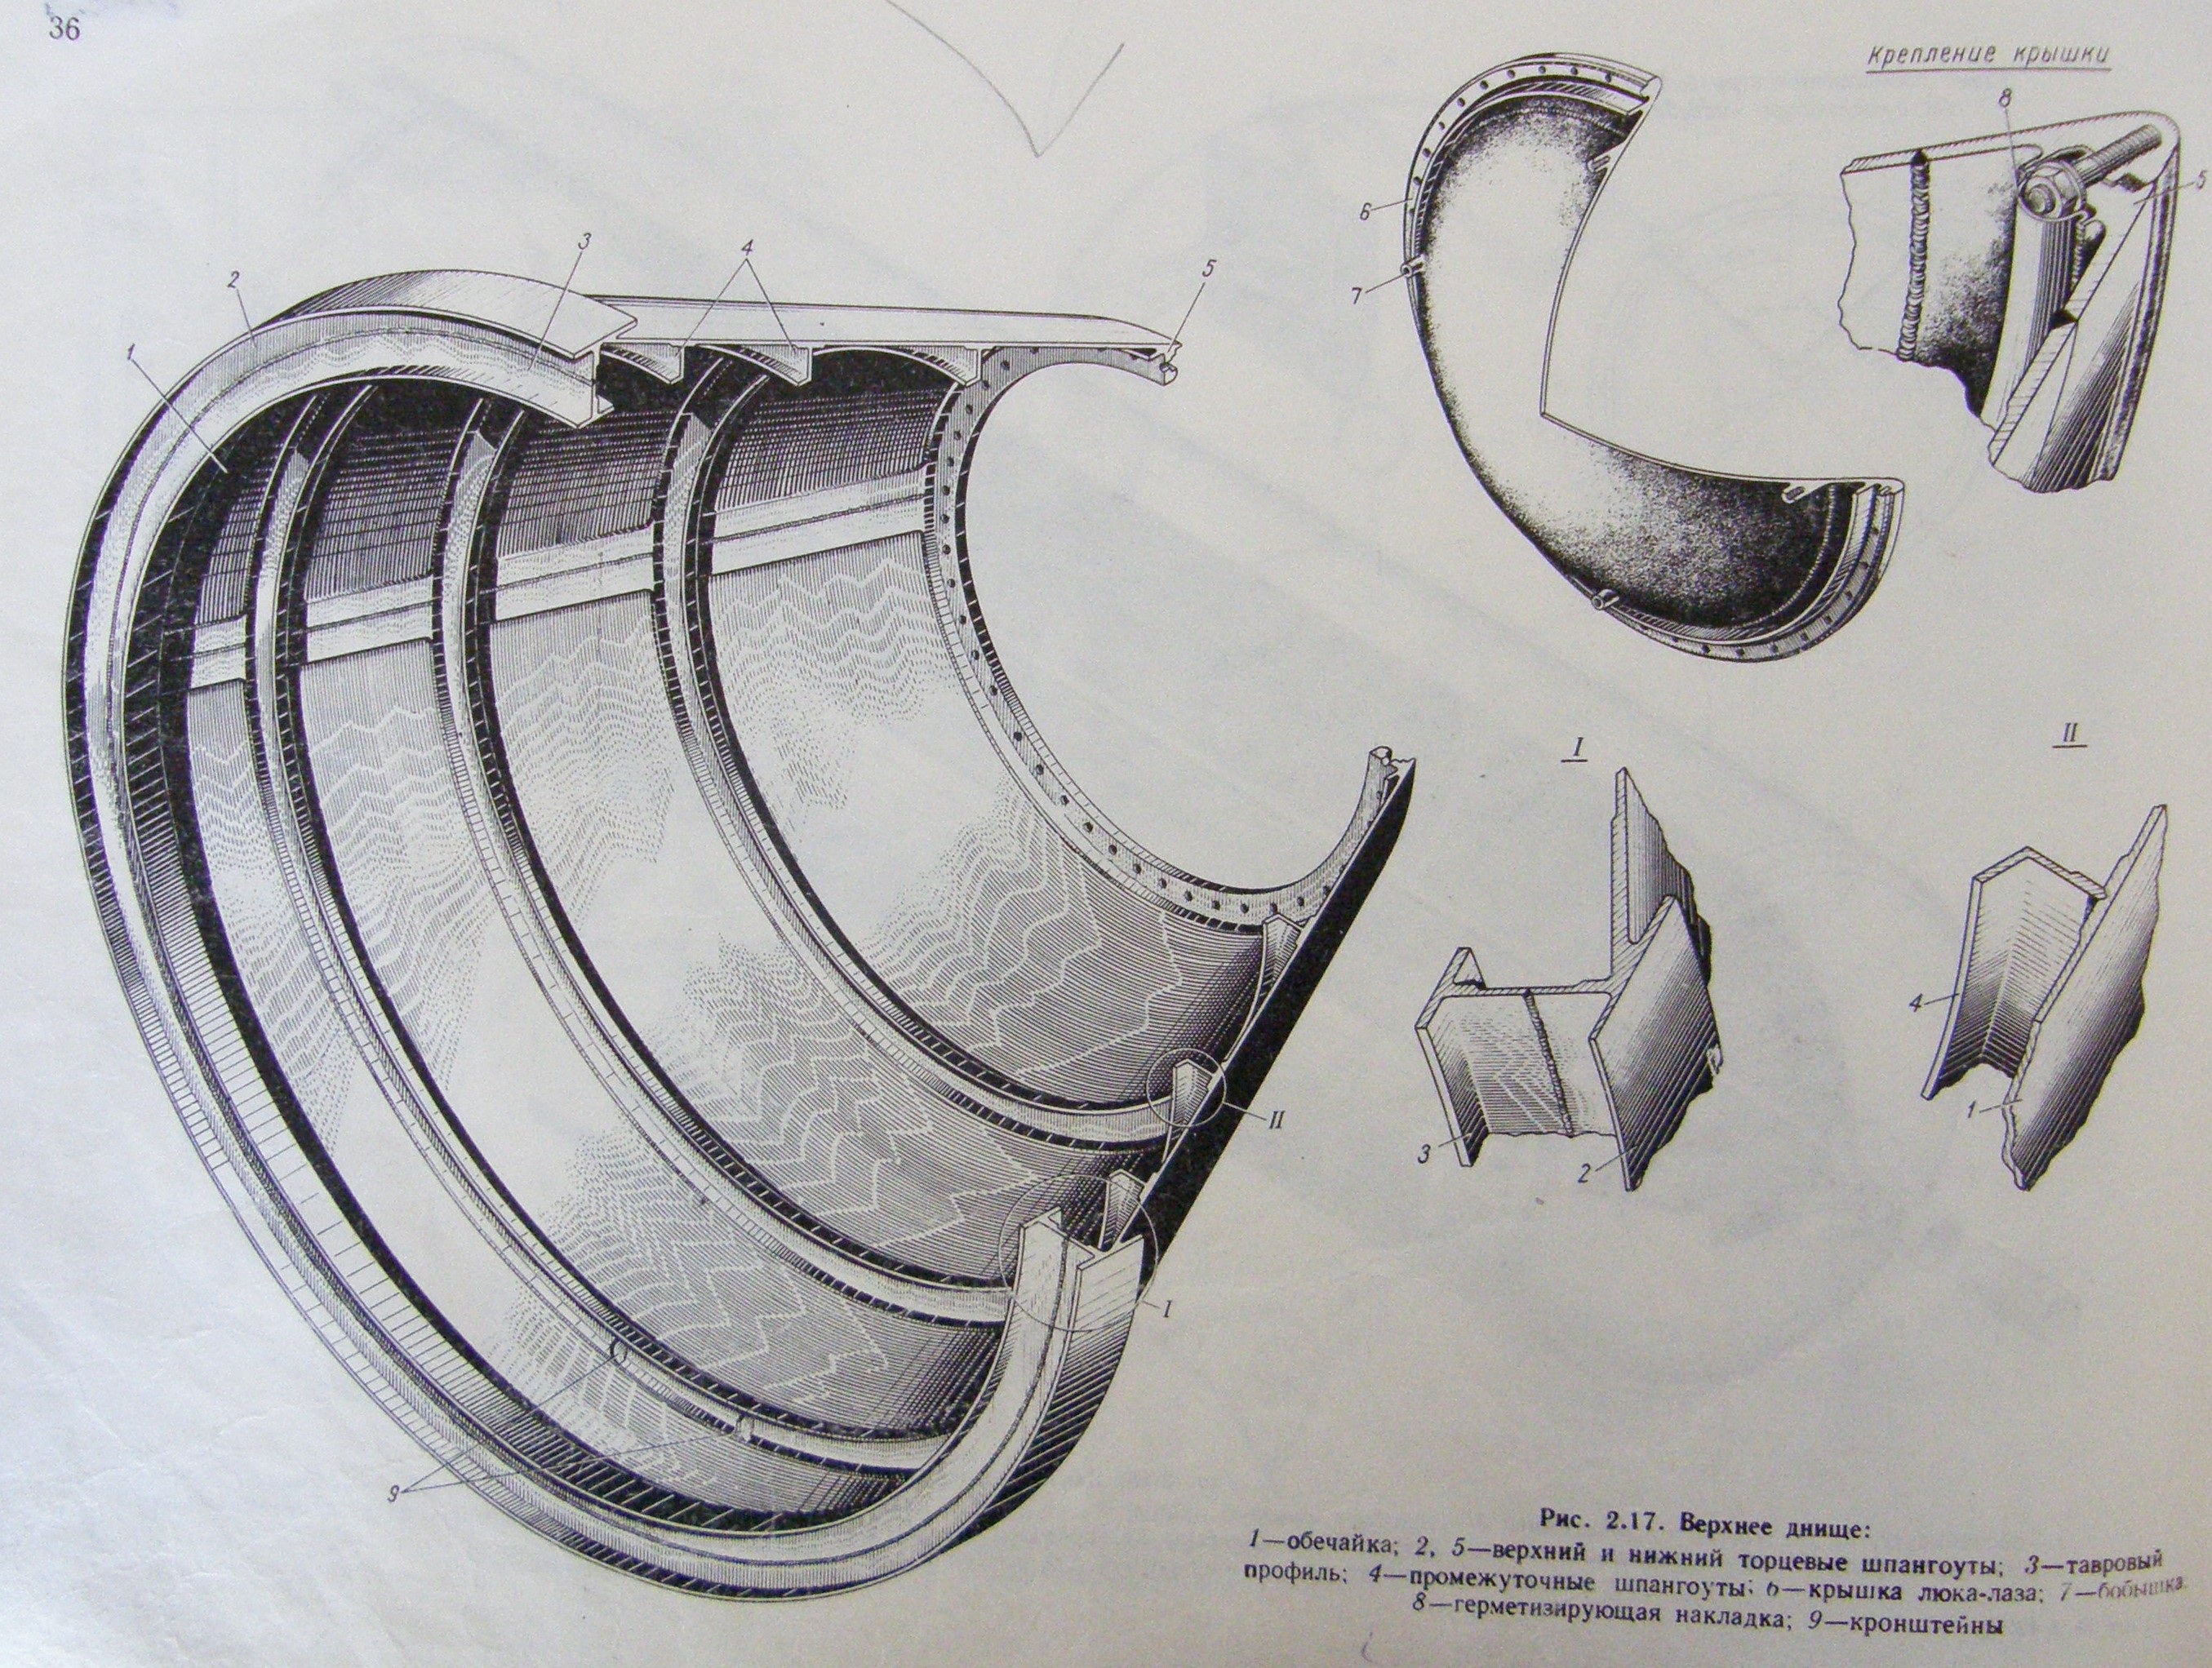 36
Крепление крышки
8
5
6
7
3
4
2
5
1
I
II
4
3
2
1
II
I
9
Рис. 2.17. Верхнее днище:
1—обечайка; 2, 5—верхний и нижний торцевые шпангоуты; 3—тавровый
профиль; 4—промежуточные шпангоуты; 6—крышка люка-лаза; 7—бобышка;
8—герметизирующая накладка; 9—кронштейны